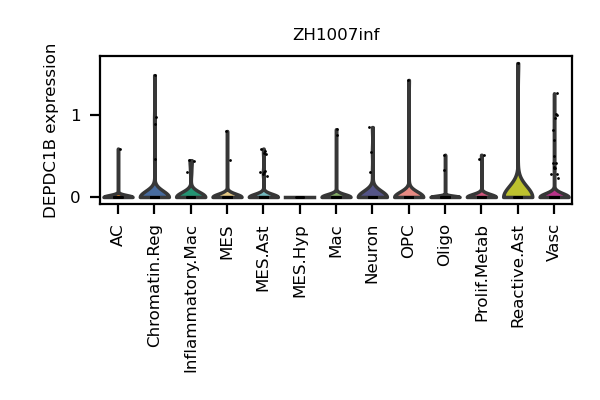 ZH1007inf
DEPDC1B expression
1
0
AC
Chromatin.Reg
Inflammatory.Mac
MES
MES.Ast
MES.Hyp
Mac
Neuron
OPC
Oligo
Prolif.Metab
Reactive.Ast
Vasc